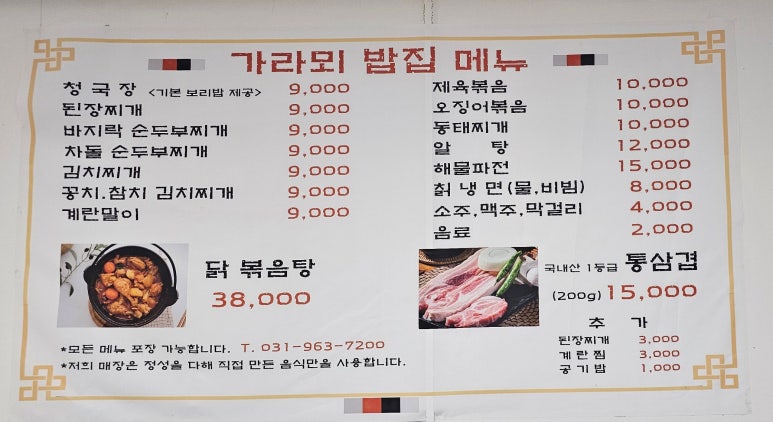 가라뫼 밥집 메뉴
청국장 <기본 보리밥 제공> 9,000
된장찌개 9,000
바지락 순두부찌개 9,000
차돌 순두부찌개 9,000
김치찌개 9,000
꽁치.참치 김치찌개 9,000
계란말이 9,000
제육볶음 10,000
오징어볶음 10,000
동태찌개 10,000
알 탕 12,000
해물파전 15,000
칡 냉 면(물,비빔) 8,000
소주,맥주,막걸리 4,000
음료 2,000
닭 볶음탕
38,000
국내산 1등급 통삼겹
(200g) 15,000
추 가
된장찌개 3,000
계 란 찜 3,000
공 기 밥 1,000
*모든 메뉴 포장 가능합니다. T. 031-963-7200
*저희 매장은 정성을 다해 직접 만든 음식만을 사용합니다.